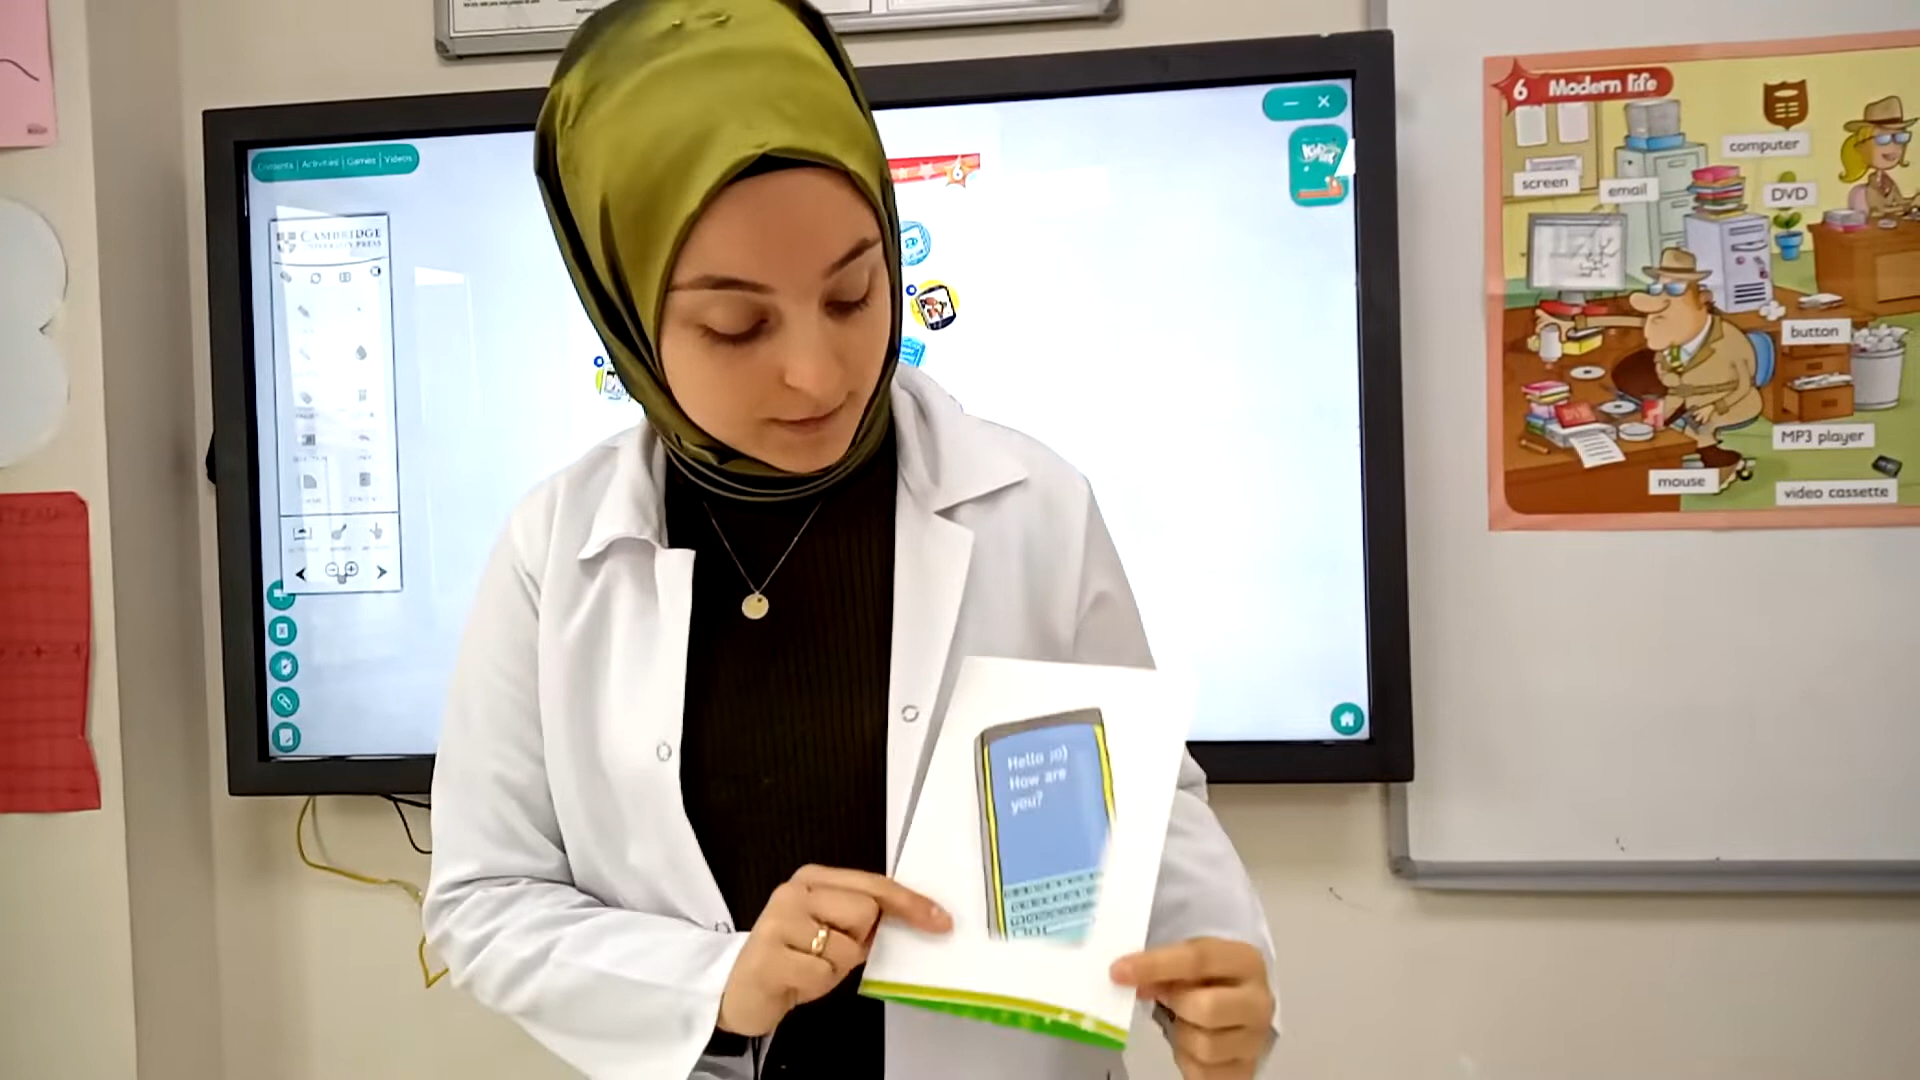 Contents | Activities | Games | Videos
CAMBRIDGE
UNIVERSITY PRESS
6
Hello ;o)
How are
you?
6 Modern life
computer
screen
email
DVD
button
MP3 player
mouse
video cassette